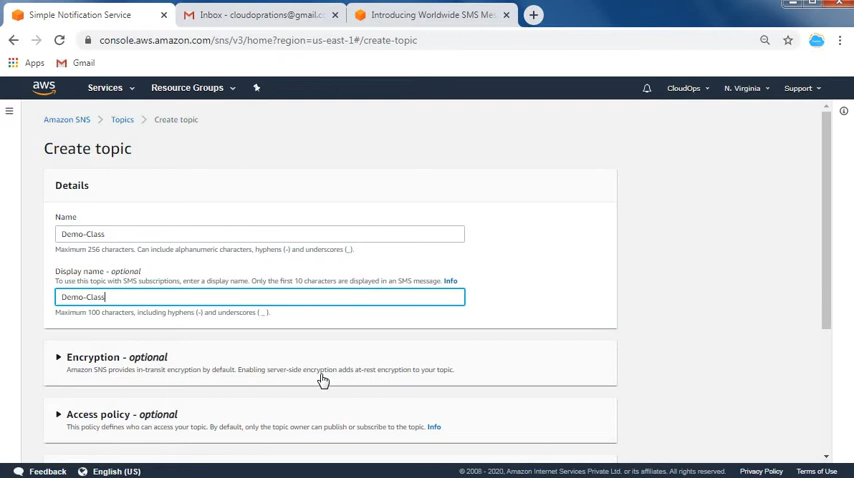 Simple Notification Service
Inbox - cloudoprations@gmail.cc
Introducing Worldwide SMS Mes
console.aws.amazon.com/sns/v3/home?region=us-east-1#/create-topic
Apps
Gmail
aws
Services
Resource Groups
CloudOps
N. Virginia
Support
Amazon SNS
Topics
Create topic
Create topic
Details
Name
Demo-Class
Maximum 256 characters. Can include alphanumeric characters, hyphens (-) and underscores (_).
Display name - optional
To use this topic with SMS subscriptions, enter a display name. Only the first 10 characters are displayed in an SMS message. Info
Demo-Class
Maximum 100 characters, including hyphens (-) and underscores (_).
Encryption - optional
Amazon SNS provides in-transit encryption by default. Enabling server-side encryption adds at-rest encryption to your topic.
Access policy - optional
This policy defines who can access your topic. By default, only the topic owner can publish or subscribe to the topic. Info
Feedback
English (US)
© 2008 - 2020, Amazon Internet Services Private Ltd. or its affiliates. All rights reserved.
Privacy Policy
Terms of Use